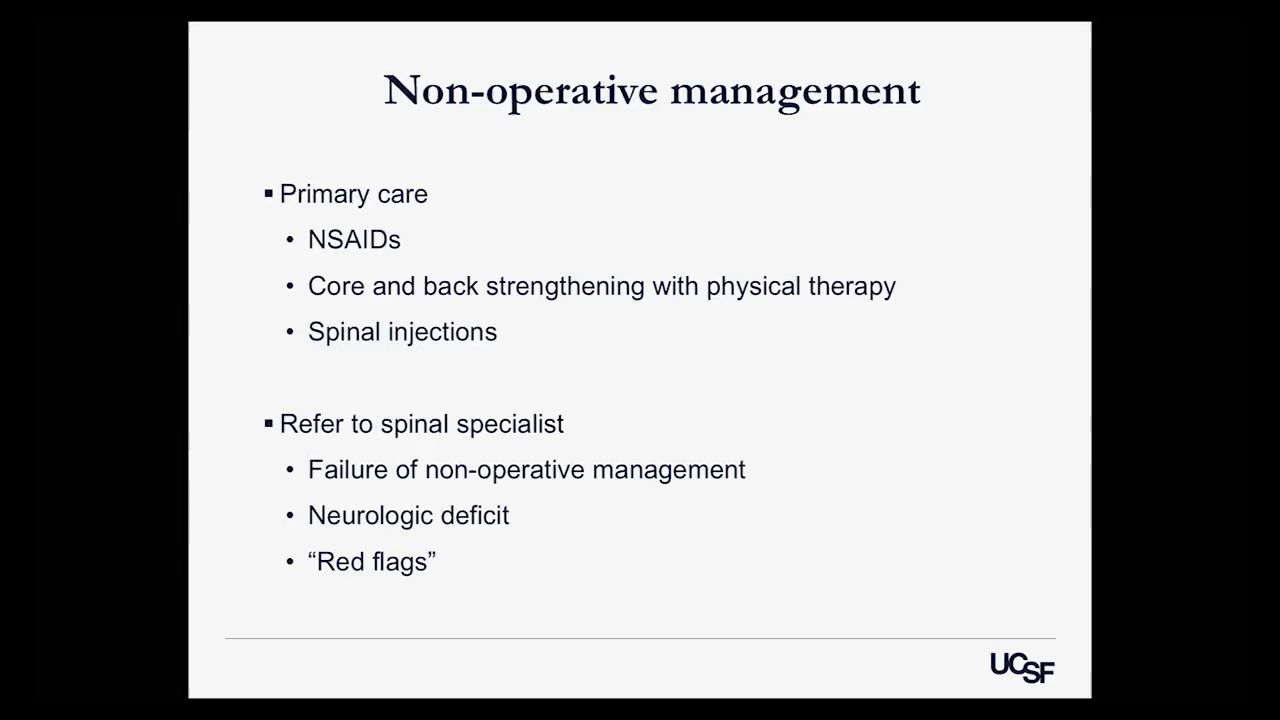 Non-operative management
▪ Primary care
• NSAIDs
• Core and back strengthening with physical therapy
• Spinal injections
▪ Refer to spinal specialist
• Failure of non-operative management
• Neurologic deficit
• “Red flags”
UCSF